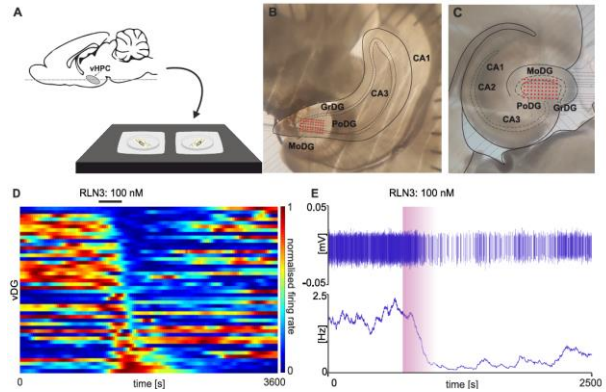 A
vHPC
B
CA1
CA3
GrDG
PoDG
MoDG
C
CA1
MoDG
CA2
PoDG
GrDG
CA3
D
RLN3: 100 nM
vDG
1
normalised firing rate
0
0
time [s]
3600
E
RLN3: 100 nM
0.05
[mV]
-0.05
2.5
[Hz]
0
0
time [s]
2500